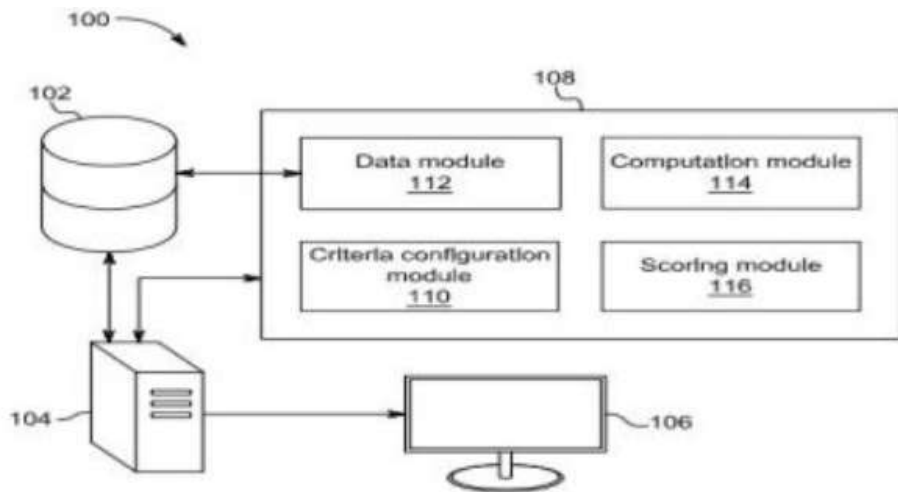 100
102
108
Data module
112
Computation module
114
Criteria configuration
module
110
Scoring module
116
104
106